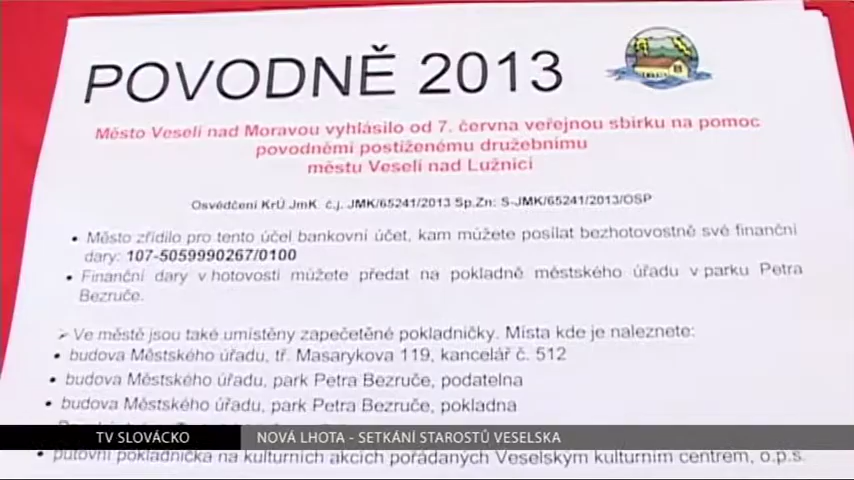 POVODNĚ 2013
Město Veselí nad Moravou vyhlásilo od 7. června veřejnou sbírku na pomoc
povodněmi postiženému družebnímu
městu Veselí nad Lužnicí
Osvědčení KrÚ JmK č.j. JMK/65241/2013 Sp.Zn: S-JMK/65241/2013/OSP
• Město zřídilo pro tento účel bankovní účet, kam můžete posílat bezhotovostně své finanční
dary: 107-5059990267/0100
• Finanční dary v hotovosti můžete předat na pokladně městského úřadu v parku Petra
Bezruče.
➢ Ve městě jsou také umístěny zapečetěné pokladničky. Místa kde je naleznete:
• budova Městského úřadu, tř. Masarykova 119, kancelář č. 512
• budova Městského úřadu, park Petra Bezruče, podatelna
• budova Městského úřadu, park Petra Bezruče, pokladna
TV SLOVÁCKO NOVÁ LHOTA - SETKÁNÍ STAROSTŮ VESELSKA
• putovní pokladnička na kulturních akcích pořádaných Veselským kulturním centrem, o.p.s.